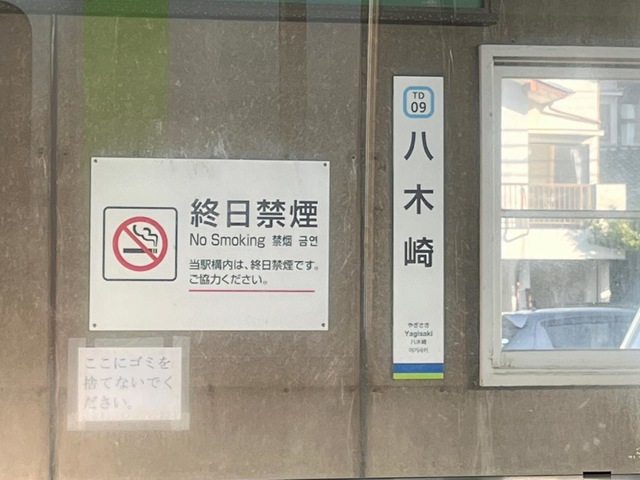 終日禁煙
No Smoking 禁烟 금연
当駅構内は、終日禁煙です。
ご協力ください。
ここにゴミを
捨てないでく
ださい。
TD
09
八木崎
やぎさき
Yagisaki
八木崎
야기사키